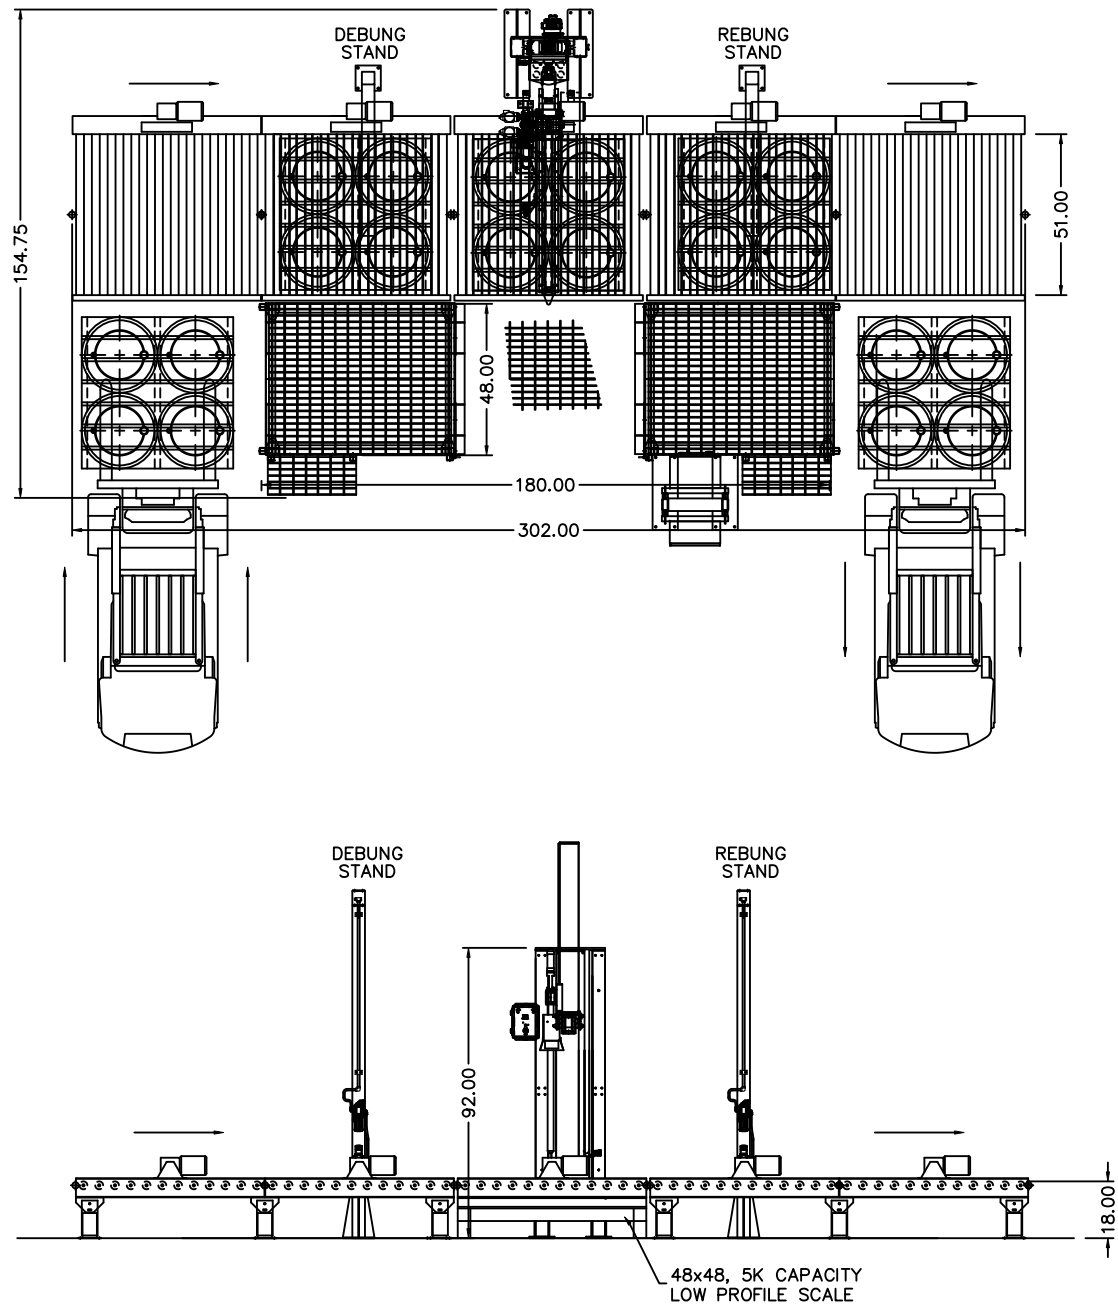 DEBUNG
STAND
REBUNG
STAND
154.75
51.00
48.00
180.00
302.00
DEBUNG
STAND
REBUNG
STAND
92.00
18.00
48x48, 5K CAPACITY
LOW PROFILE SCALE